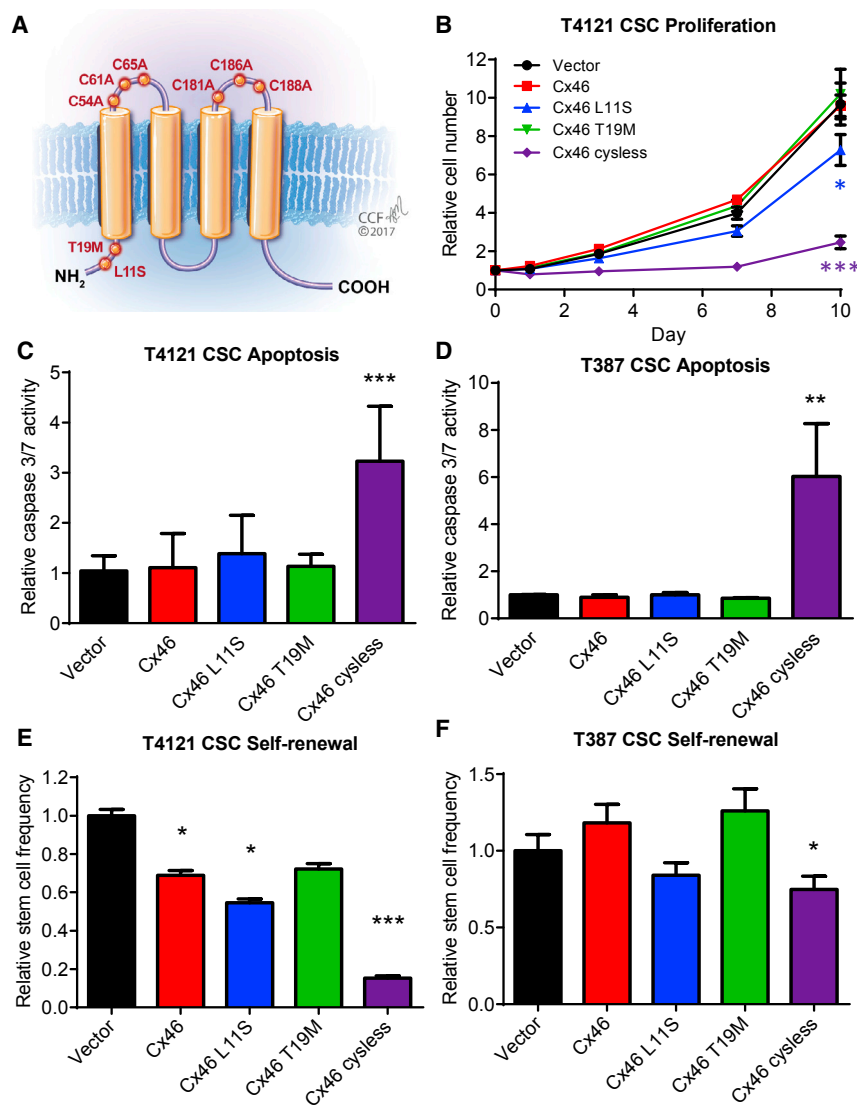 A
C65A
C61A
C54A
C186A
C181A
C188A
T19M
NH2
L11S
COOH
CCF
©2017
B
T4121 CSC Proliferation
Relative cell number
12
10
8
6
4
2
0
Vector
Cx46
Cx46 L11S
Cx46 T19M
Cx46 cysless
*
***
0 2 4 6 8 10
Day
C
T4121 CSC Apoptosis
Relative caspase 3/7 activity
5
4
3
2
1
0
***
Vector
Cx46
Cx46 L11S
Cx46 T19M
Cx46 cysless
D
T387 CSC Apoptosis
Relative caspase 3/7 activity
10
8
6
4
2
0
**
Vector
Cx46
Cx46 L11S
Cx46 T19M
Cx46 cysless
E
T4121 CSC Self-renewal
Relative stem cell frequency
1.2
1.0
0.8
0.6
0.4
0.2
0.0
*
*
***
Vector
Cx46
Cx46 L11S
Cx46 T19M
Cx46 cysless
F
T387 CSC Self-renewal
Relative stem cell frequency
1.5
1.0
0.5
0.0
*
Vector
Cx46
Cx46 L11S
Cx46 T19M
Cx46 cysless